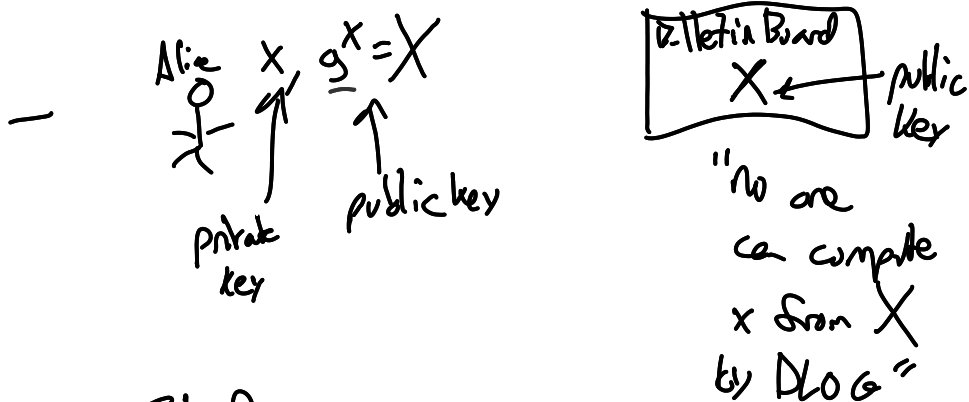 Alice x, g^x = X
private key
public key
Bulletin Board
X
public key
"No one
can compute
x from X
by DLOG"